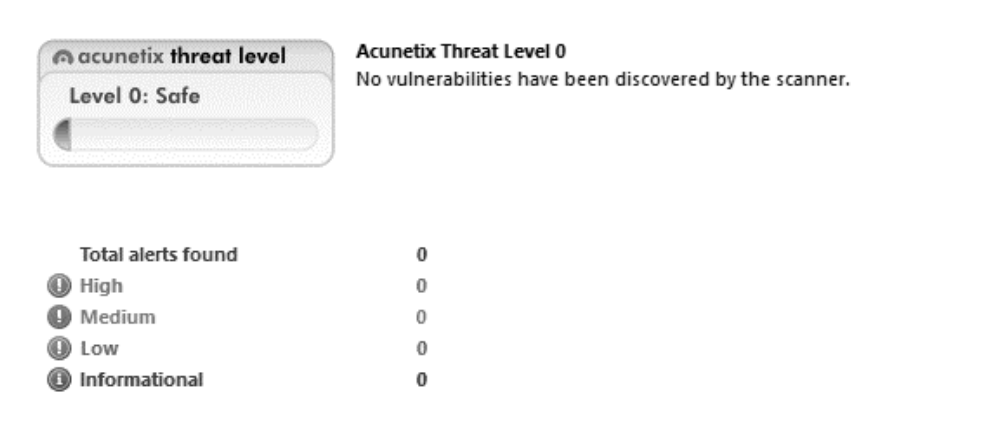 acunetix threat level
Level 0: Safe
Acunetix Threat Level 0
No vulnerabilities have been discovered by the scanner.
Total alerts found 0
High 0
Medium 0
Low 0
Informational 0